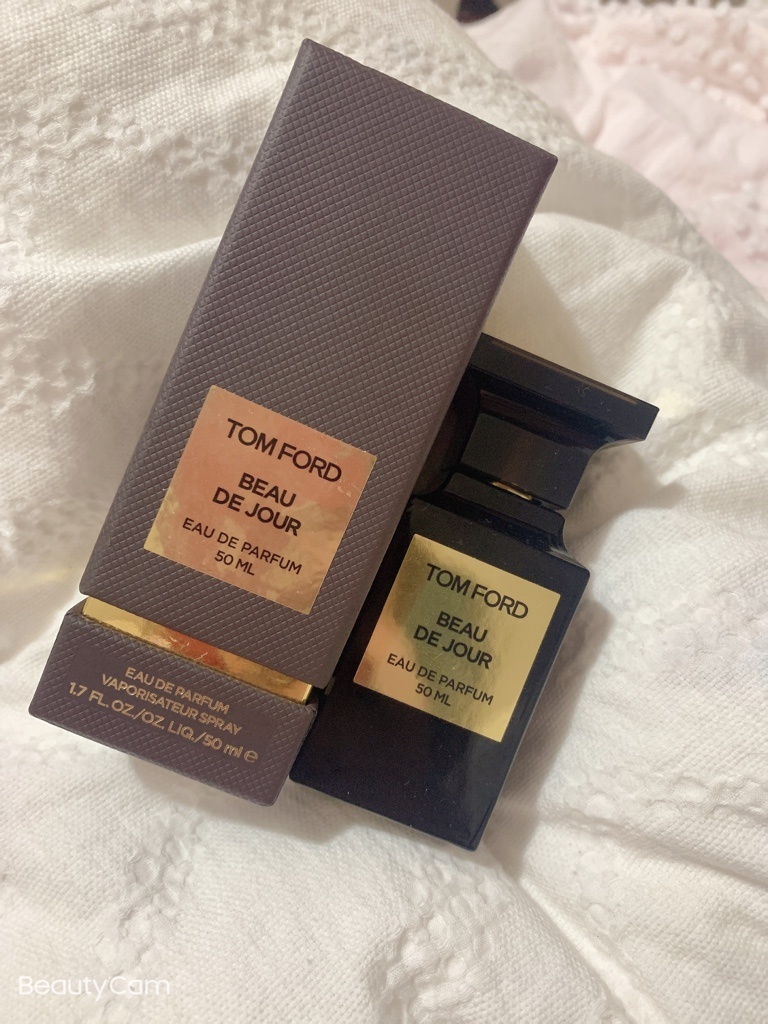 TOM FORD
BEAU
DE JOUR
EAU DE PARFUM
50 ML
EAU DE PARFUM
VAPORISATEUR SPRAY
1.7 FL. OZ./OZ. LIQ./50 ml ℮
TOM FORD
BEAU
DE JOUR
EAU DE PARFUM
50 ML
BeautyCam